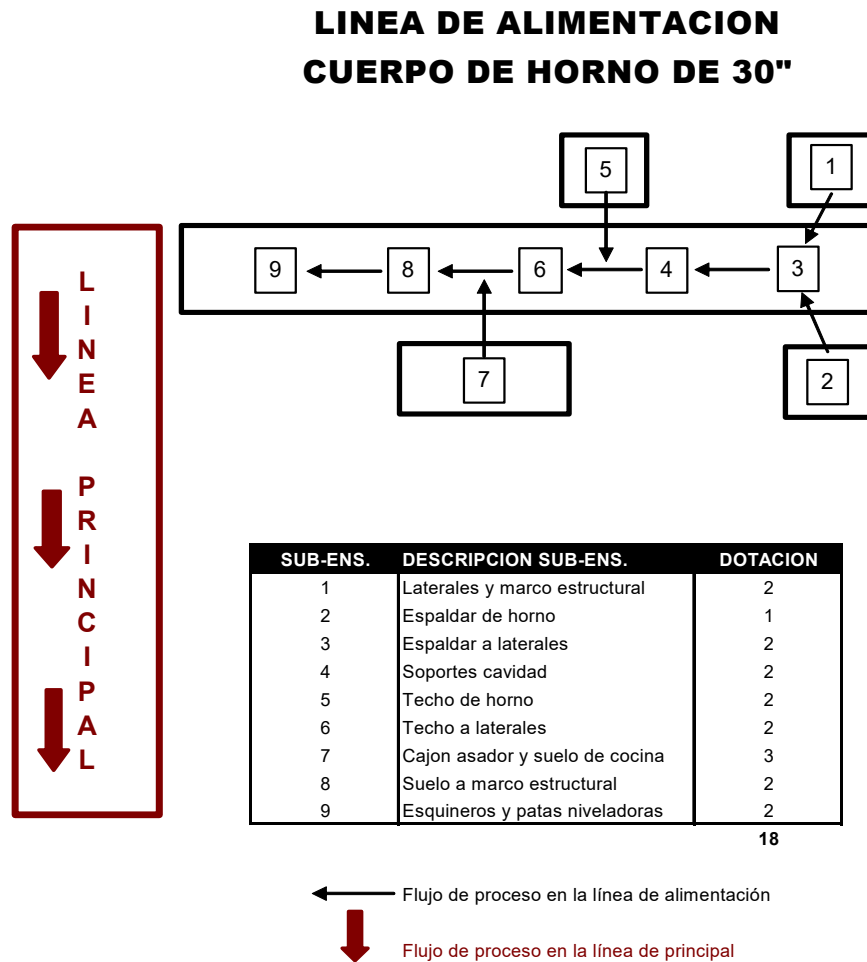 LINEA DE ALIMENTACION
CUERPO DE HORNO DE 30"
5
1
9
8
6
4
3
7
2
LINEA PRINCIPAL
SUB-ENS. DESCRIPCION SUB-ENS. DOTACION
1 Laterales y marco estructural 2
2 Espaldar de horno 1
3 Espaldar a laterales 2
4 Soportes cavidad 2
5 Techo de horno 2
6 Techo a laterales 2
7 Cajon asador y suelo de cocina 3
8 Suelo a marco estructural 2
9 Esquineros y patas niveladoras 2
18
Flujo de proceso en la línea de alimentación
Flujo de proceso en la línea de principal